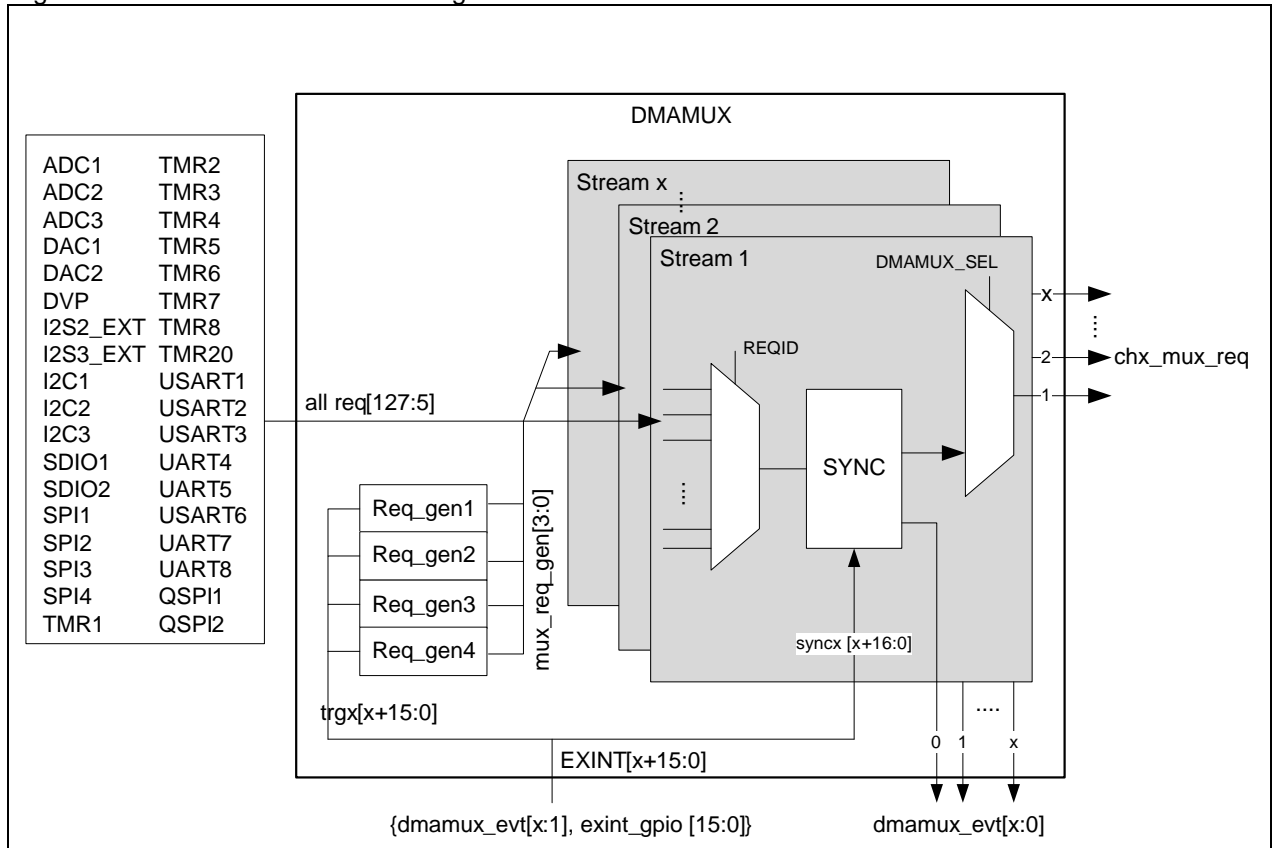 DMAMUX
ADC1 TMR2
ADC2 TMR3
ADC3 TMR4
DAC1 TMR5
DAC2 TMR6
DVP TMR7
I2S2_EXT TMR8
I2S3_EXT TMR20
I2C1 USART1
I2C2 USART2
I2C3 USART3
SDIO1 UART4
SDIO2 UART5
SPI1 USART6
SPI2 UART7
SPI3 UART8
SPI4 QSPI1
TMR1 QSPI2
all req[127:5]
Req_gen1
Req_gen2
Req_gen3
Req_gen4
mux_req_gen[3:0]
trgx[x+15:0]
Stream x
Stream 2
Stream 1
REQID
SYNC
DMAMUX_SEL
x
2
1
chx_mux_req
syncx [x+16:0]
0 1 x
EXINT[x+15:0]
{dmamux_evt[x:1], exint_gpio [15:0]}
dmamux_evt[x:0]